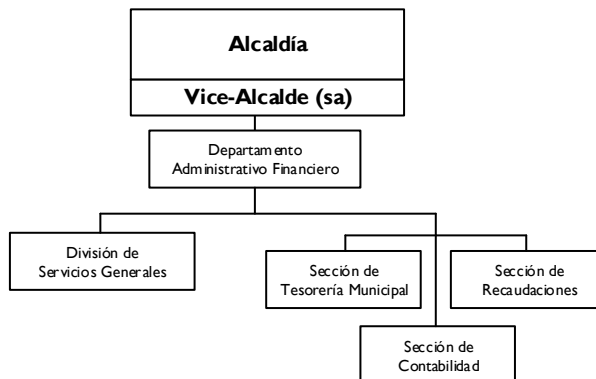 Alcaldía
Vice-Alcalde (sa)
Departamento
Administrativo Financiero
División de
Servicios Generales
Sección de
Tesorería Municipal
Sección de
Recaudaciones
Sección de
Contabilidad